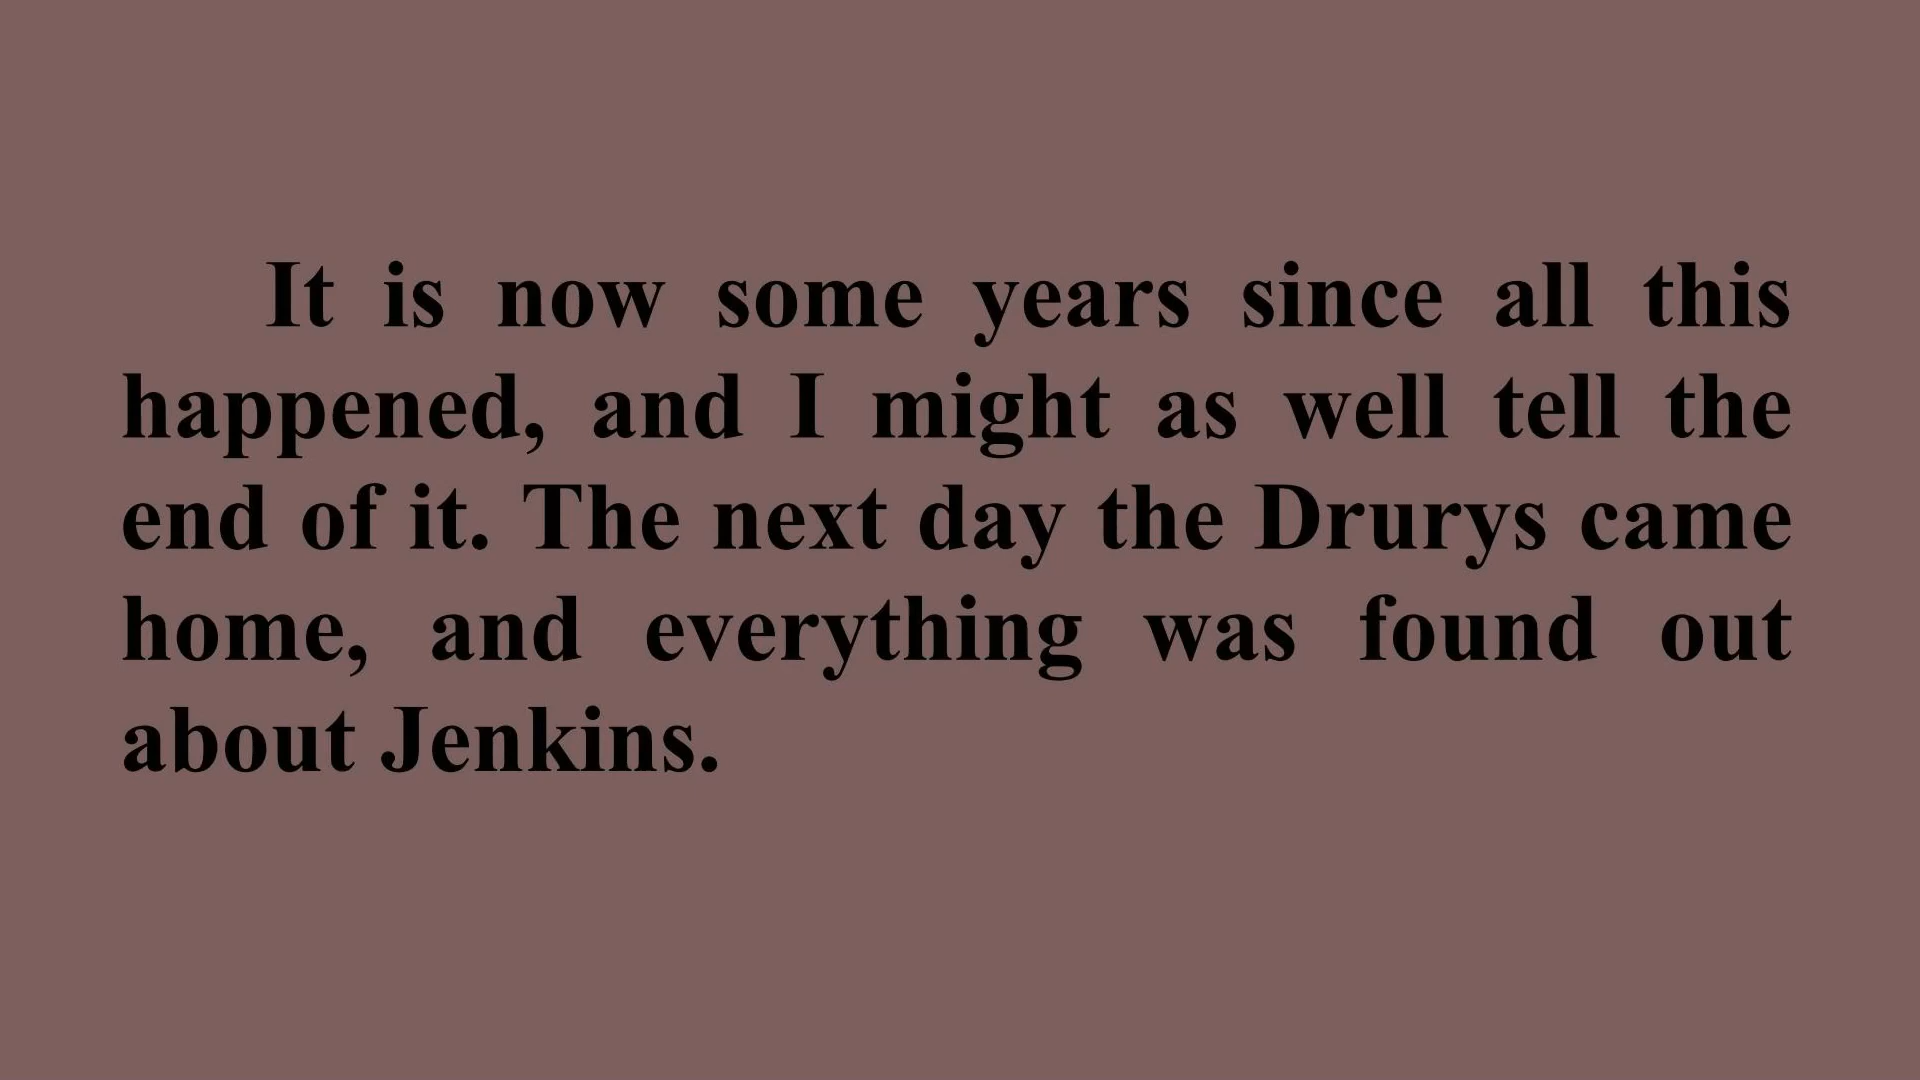 It is now some years since all this
happened, and I might as well tell the
end of it. The next day the Drurys came
home, and everything was found out
about Jenkins.